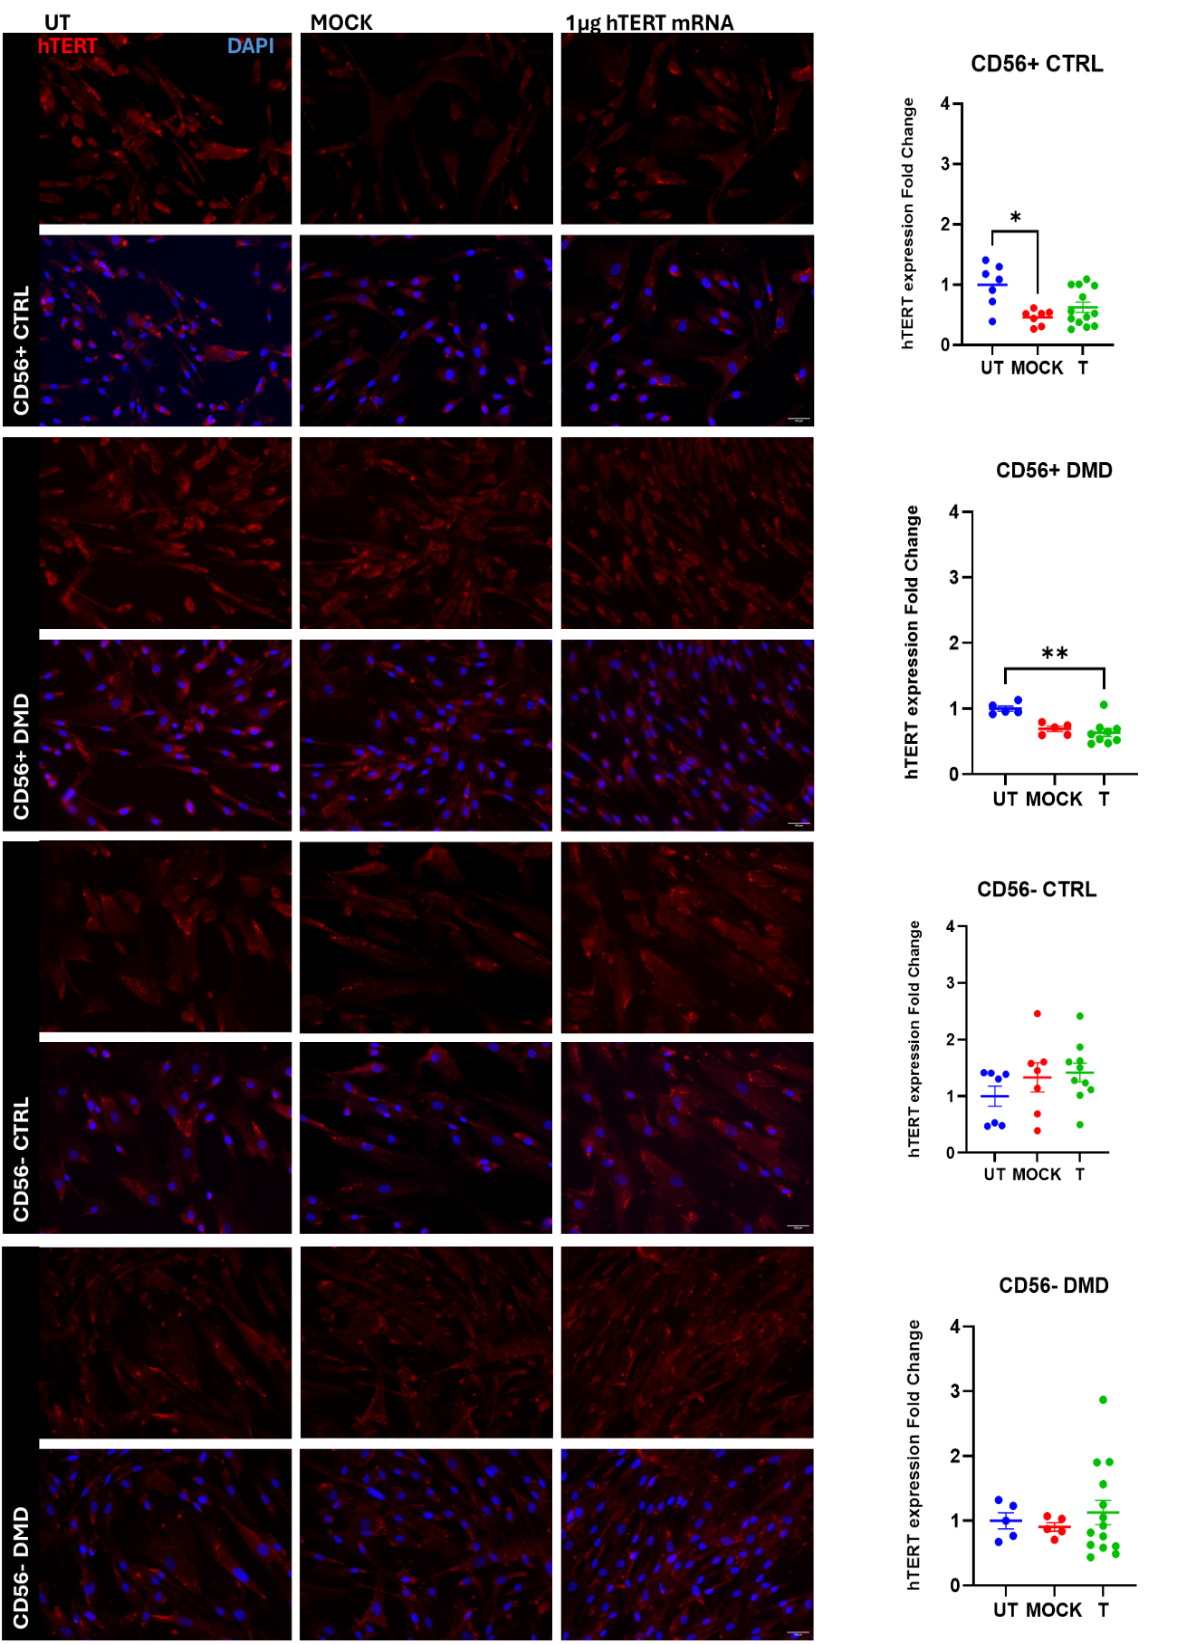 UT
MOCK
1µg hTERT mRNA
hTERT
DAPI
CD56+ CTRL
CD56+ DMD
CD56- CTRL
CD56- DMD
CD56+ CTRL
hTERT expression Fold Change
4
3
2
1
0
*
UT MOCK T
CD56+ DMD
hTERT expression Fold Change
4
3
2
1
0
**
UT MOCK T
CD56- CTRL
hTERT expression Fold Change
4
3
2
1
0
UT MOCK T
CD56- DMD
hTERT expression Fold Change
4
3
2
1
0
UT MOCK T